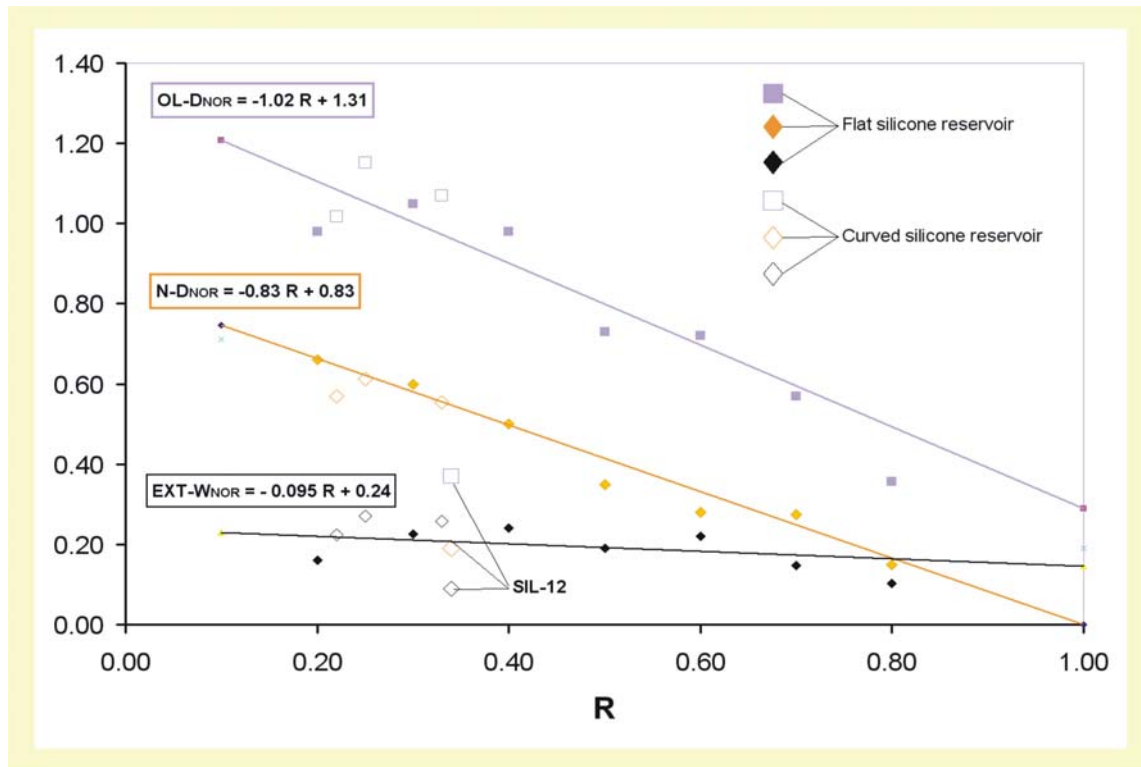 1.40
1.20
1.00
0.80
0.60
0.40
0.20
0.00
OL-DNOR = -1.02 R + 1.31
N-DNOR = -0.83 R + 0.83
EXT-WNOR = - 0.095 R + 0.24
Flat silicone reservoir
Curved silicone reservoir
SIL-12
0.00 0.20 0.40 0.60 0.80 1.00
R